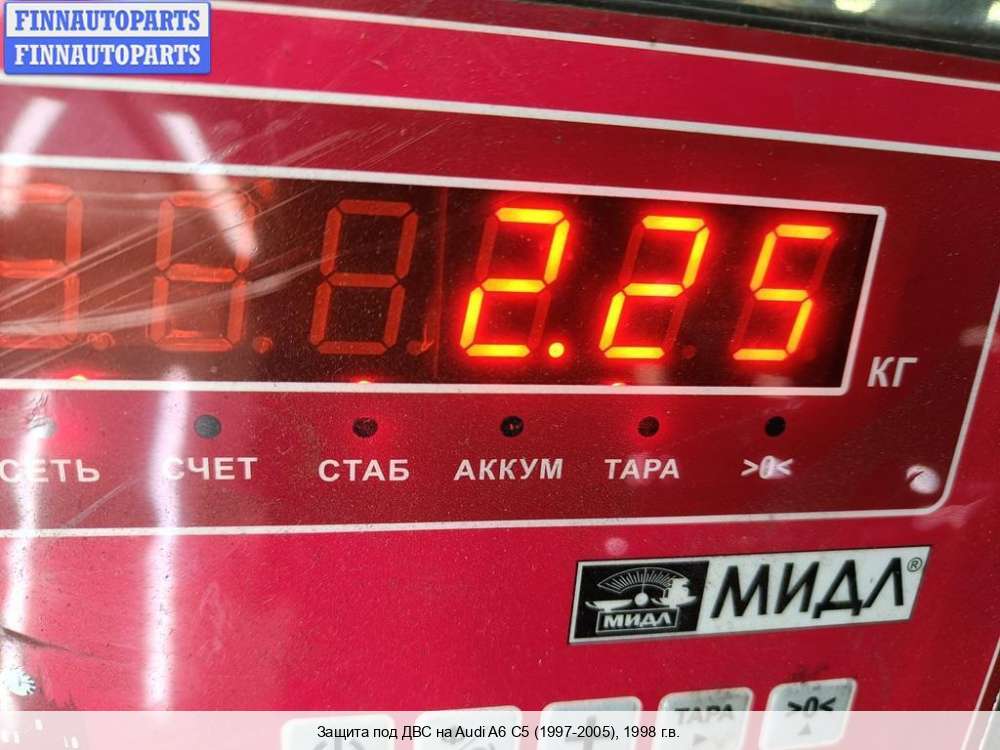 FINNAUTOPARTS
FINNAUTOPARTS
2.25
КГ
СЕТЬ СЧЕТ СТАБ АККУМ ТАРА >0<
МИДЛ МИДЛ®
ТАРА >0<
Защита под ДВС на Audi A6 C5 (1997-2005), 1998 г.в.